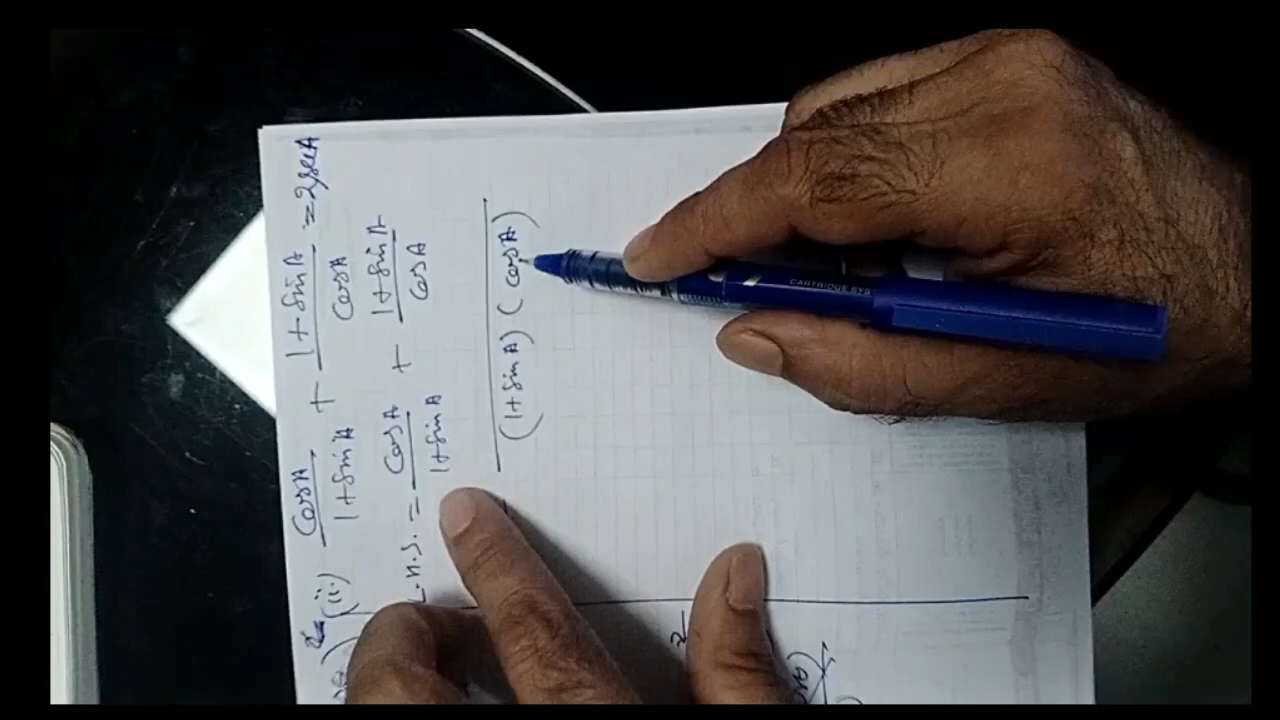 (ii) cosA / 1+sinA + 1+sinA / cosA = 2secA
L.H.S. = cosA / 1+sinA + 1+sinA / cosA
(1+sinA) (cosA)
CARTRIDGE SYS